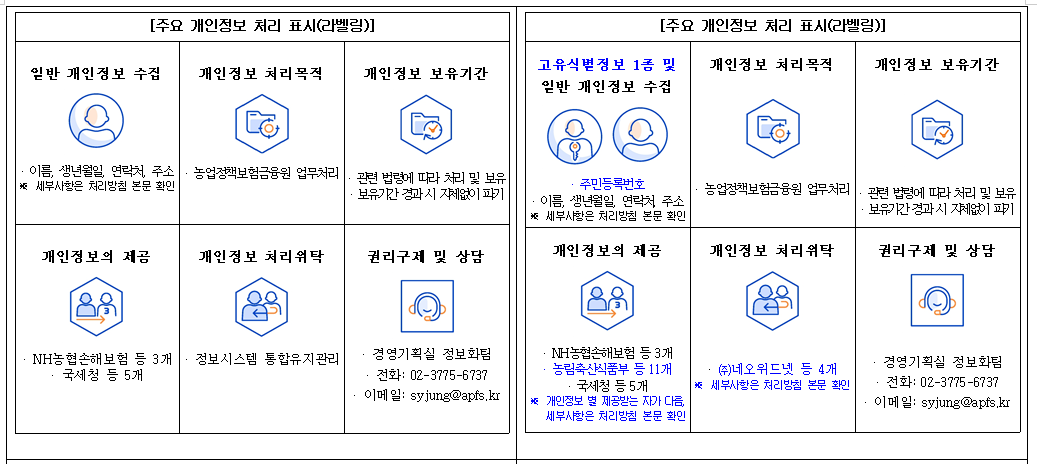 [주요 개인정보 처리 표시(라벨링)]
일반 개인정보 수집
· 이름, 생년월일, 연락처, 주소
※ 세부사항은 처리방침 본문 확인
개인정보 처리목적
· 농업정책보험금융원 업무처리
개인정보 보유기간
· 관련 법령에 따라 처리 및 보유
· 보유기간 경과 시 지체없이 파기
개인정보의 제공
3
· NH농협손해보험 등 3개
· 국세청 등 5개
개인정보 처리위탁
· 정보시스템 통합유지관리
권리구제 및 상담
· 경영기획실 정보화팀
· 전화: 02-3775-6737
· 이메일: syjung@apfs.kr
[주요 개인정보 처리 표시(라벨링)]
고유식별정보 1종 및
일반 개인정보 수집
· 주민등록번호
· 이름, 생년월일, 연락처, 주소
※ 세부사항은 처리방침 본문 확인
개인정보 처리목적
· 농업정책보험금융원 업무처리
개인정보 보유기간
· 관련 법령에 따라 처리 및 보유
· 보유기간 경과 시 지체없이 파기
개인정보의 제공
3
· NH농협손해보험 등 3개
· 농림축산식품부 등 11개
· 국세청 등 5개
※ 개인정보 별 제공받는 자가 다음,
세부사항은 처리방침 본문 확인
개인정보 처리위탁
· ㈜네오위드넷 등 4개
※ 세부사항은 처리방침 본문 확인
권리구제 및 상담
· 경영기획실 정보화팀
· 전화: 02-3775-6737
· 이메일: syjung@apfs.kr